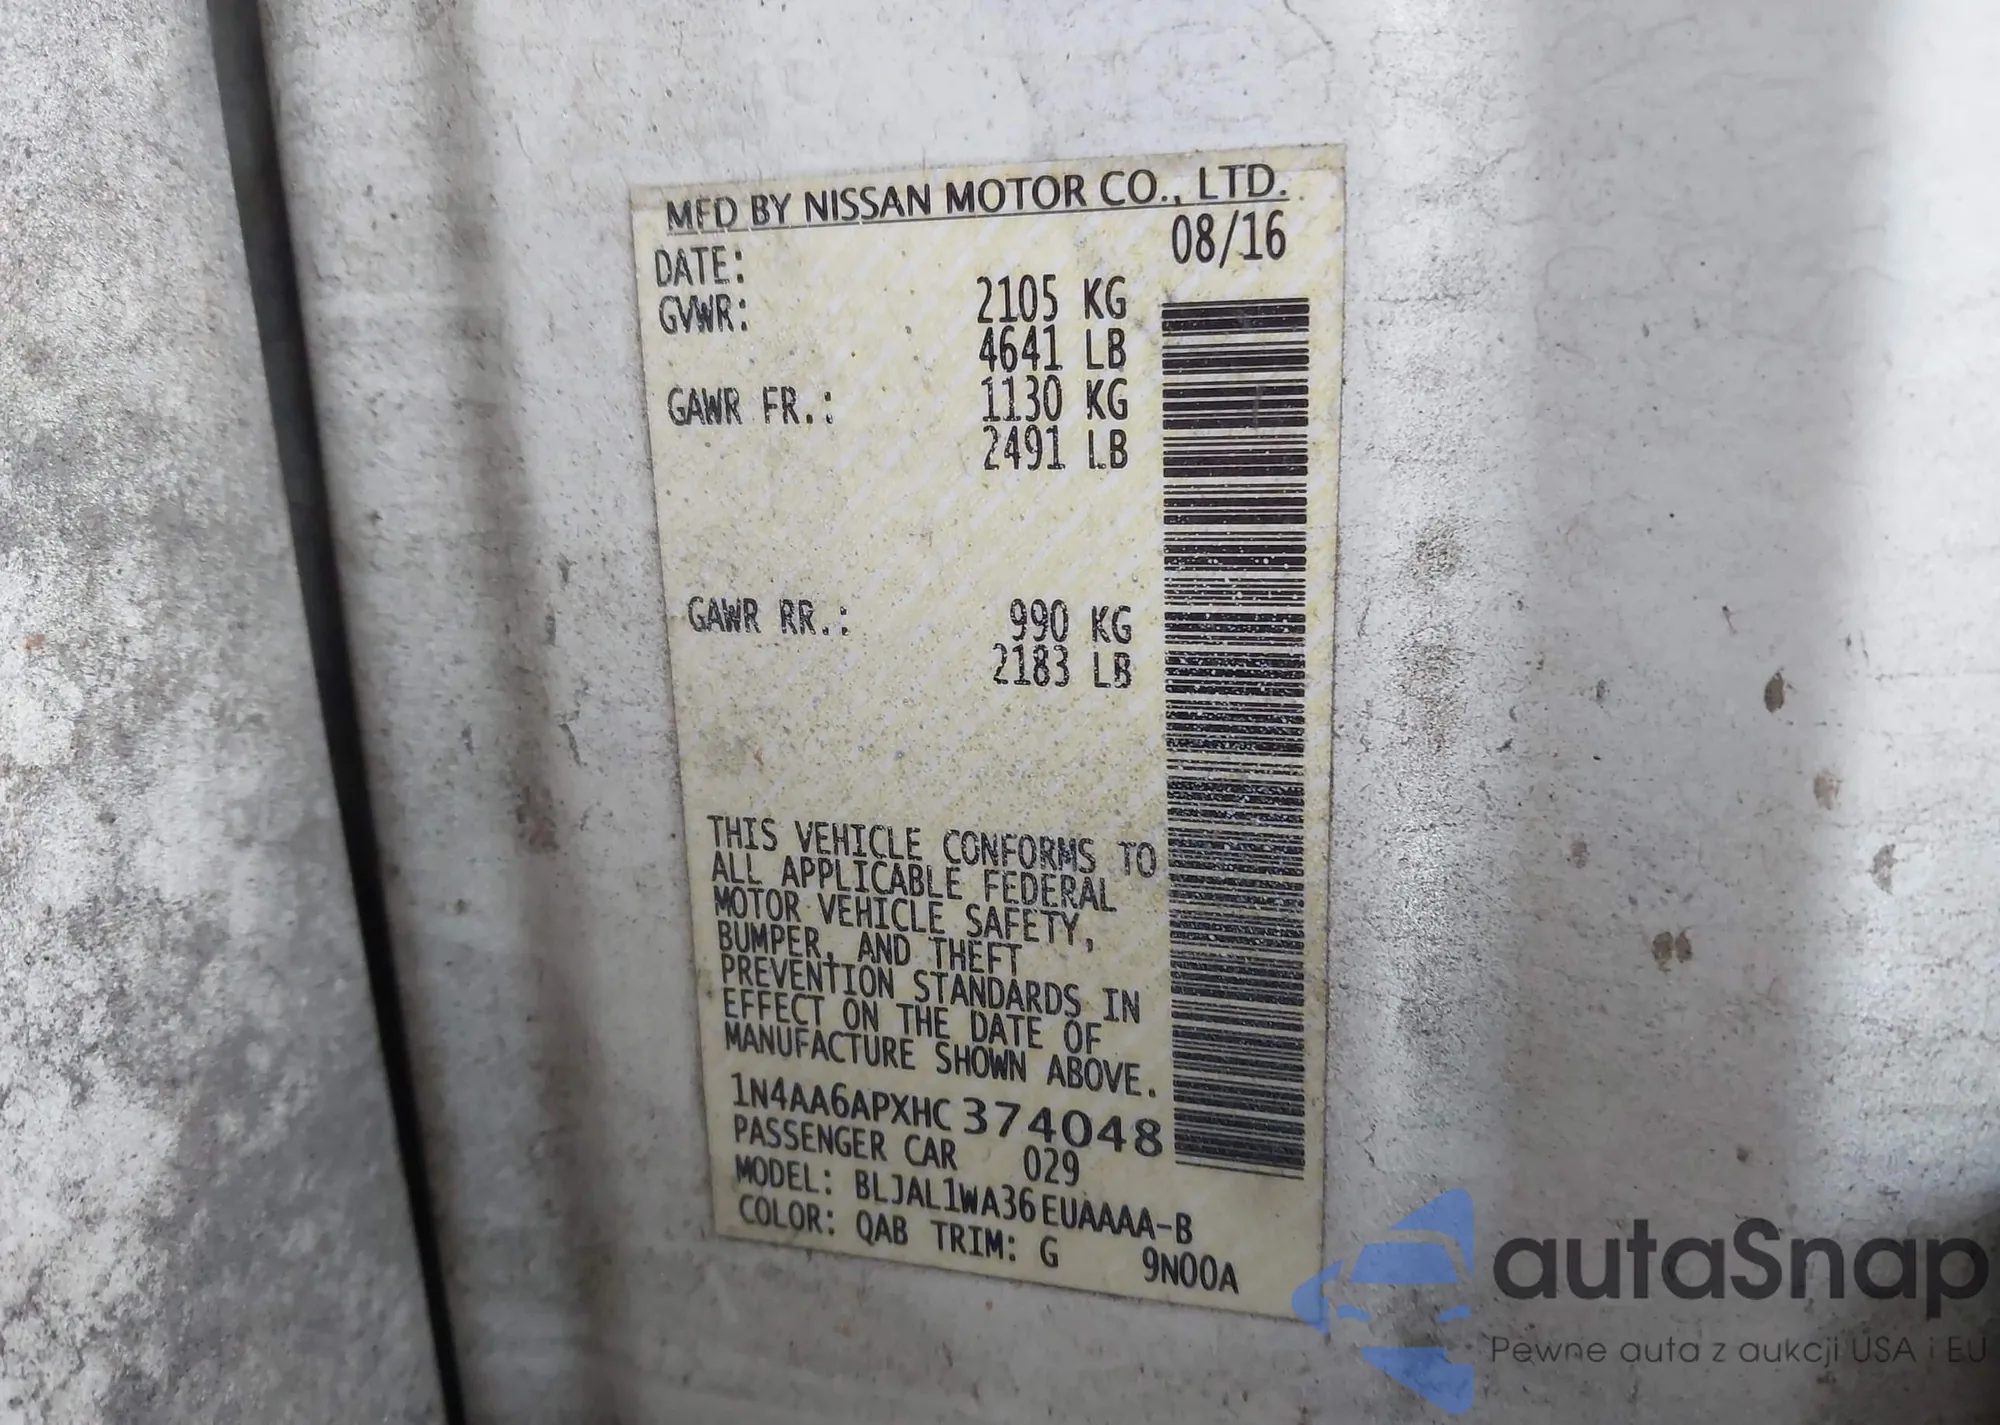 MFD BY NISSAN MOTOR CO., LTD.
DATE: 08/16
GVWR: 2105 KG
4641 LB
GAWR FR.: 1130 KG
2491 LB
GAWR RR.: 990 KG
2183 LB
THIS VEHICLE CONFORMS TO
ALL APPLICABLE FEDERAL
MOTOR VEHICLE SAFETY,
BUMPER, AND THEFT
PREVENTION STANDARDS IN
EFFECT ON THE DATE OF
MANUFACTURE SHOWN ABOVE.
1N4AA6APXHC374048
PASSENGER CAR 029
MODEL: BLJAL1WA36EUAAAA-B
COLOR: QAB TRIM: G 9N00A
autaSnap
Pewne auta z aukcji USA i EU